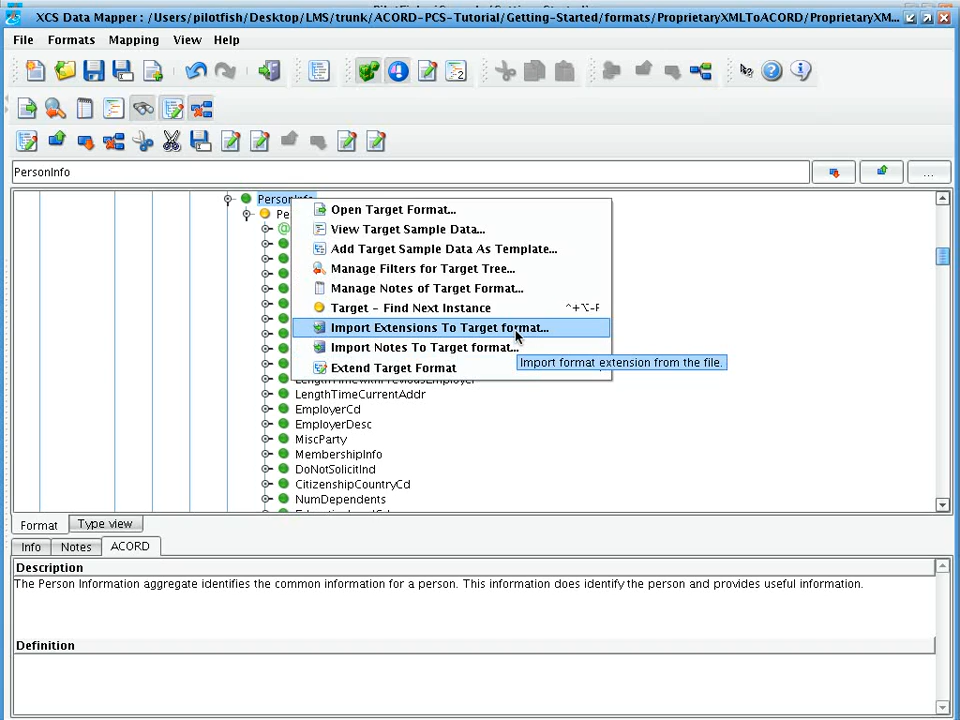 XCS Data Mapper : /Users/pilotfish/Desktop/LMS/trunk/ACORD-PCS-Tutorial/Getting-Started/formats/ProprietaryXMLToACORD/ProprietaryXM...
File Formats Mapping View Help
PersonInfo
...
PersonInfo
Pe
Open Target Format...
View Target Sample Data...
Add Target Sample Data As Template...
Manage Filters for Target Tree...
Manage Notes of Target Format...
Target - Find Next Instance ^+⌥-F
Import Extensions To Target format...
Import Notes To Target format...
Import format extension from the file.
Extend Target Format
LengthTimeCurrentAddr
EmployerCd
EmployerDesc
MiscParty
MembershipInfo
DoNotSolicitInd
CitizenshipCountryCd
NumDependents
Format Type view
Info Notes ACORD
Description
The Person Information aggregate identifies the common information for a person. This information does identify the person and provides useful information.
Definition